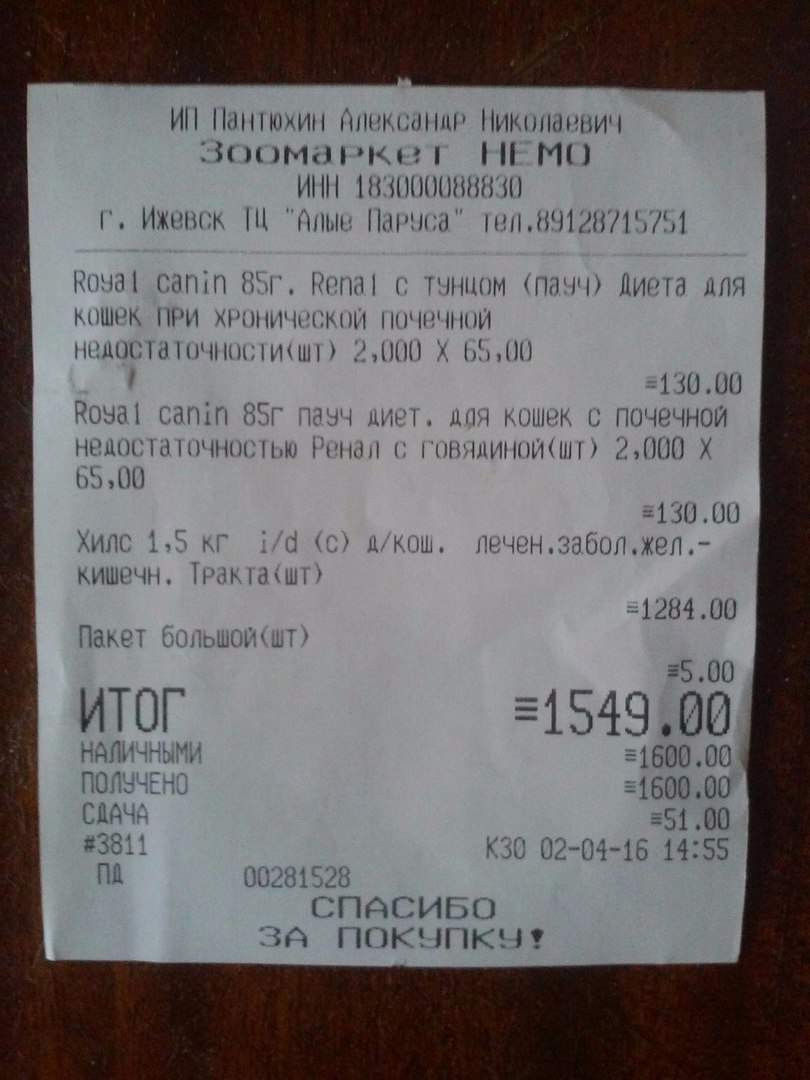 ИП Пантюхин Александр Николаевич
Зоомаркет НЕМО
ИНН 183000088830
г. Ижевск ТЦ "Алые Паруса" тел.89128715751
Royal canin 85г. Renal с тунцом (пауч) Диета для
кошек при хронической почечной
недостаточности(шт) 2,000 X 65,00
≡130.00
Royal canin 85г пауч диет. для кошек с почечной
недостаточностью Ренал с говядиной(шт) 2,000 X
65,00
≡130.00
Хилс 1,5 кг i/d (с) д/кош. лечен.забол.жел.-
кишечн. Тракта(шт)
≡1284.00
Пакет большой(шт)
≡5.00
ИТОГ ≡1549.00
НАЛИЧНЫМИ ≡1600.00
ПОЛУЧЕНО ≡1600.00
СДАЧА ≡51.00
#3811 К30 02-04-16 14:55
ПД 00281528
СПАСИБО
ЗА ПОКУПКУ!